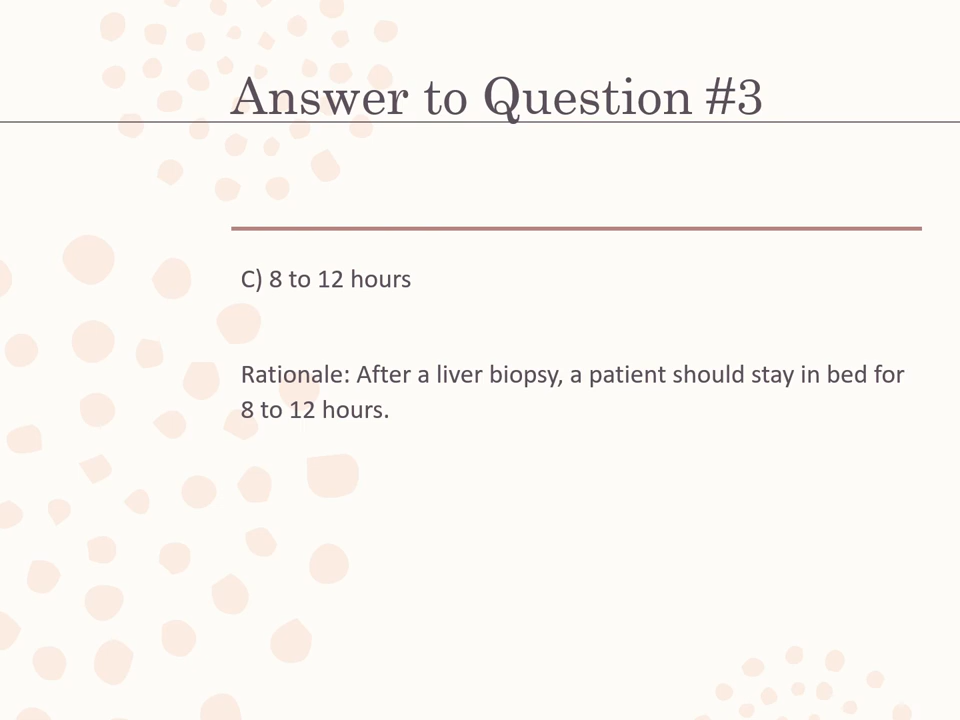 Answer to Question #3
C) 8 to 12 hours
Rationale: After a liver biopsy, a patient should stay in bed for
8 to 12 hours.